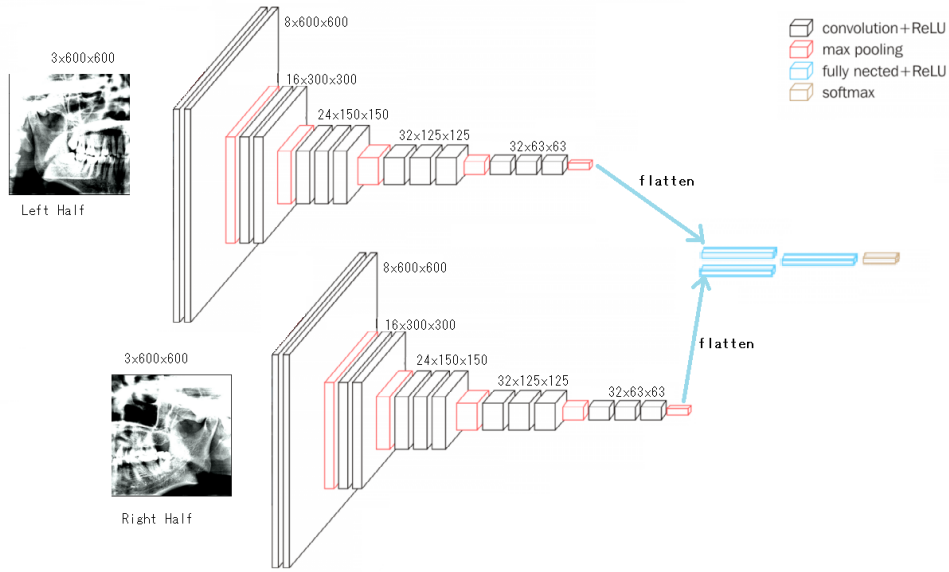 8x600x600
3x600x600
16x300x300
24x150x150
32x125x125
32x63x63
Left Half
flatten
convolution+ReLU
max pooling
fully nected+ReLU
softmax
8x600x600
16x300x300
3x600x600
24x150x150
32x125x125
32x63x63
flatten
Right Half